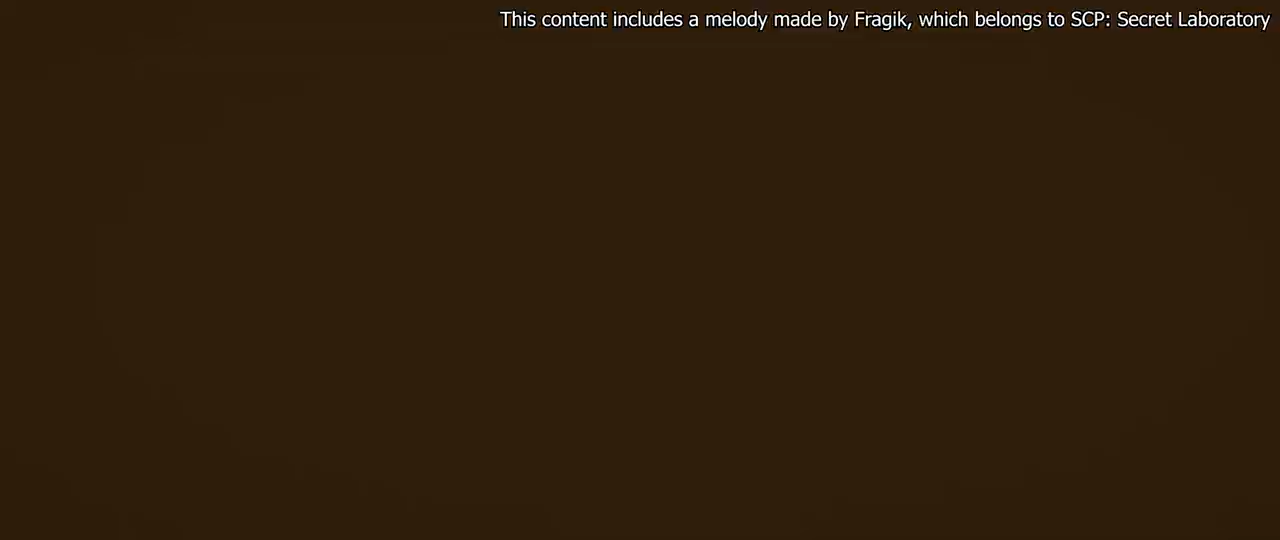 This content includes a melody made by Fragik, which belongs to SCP: Secret Laboratory